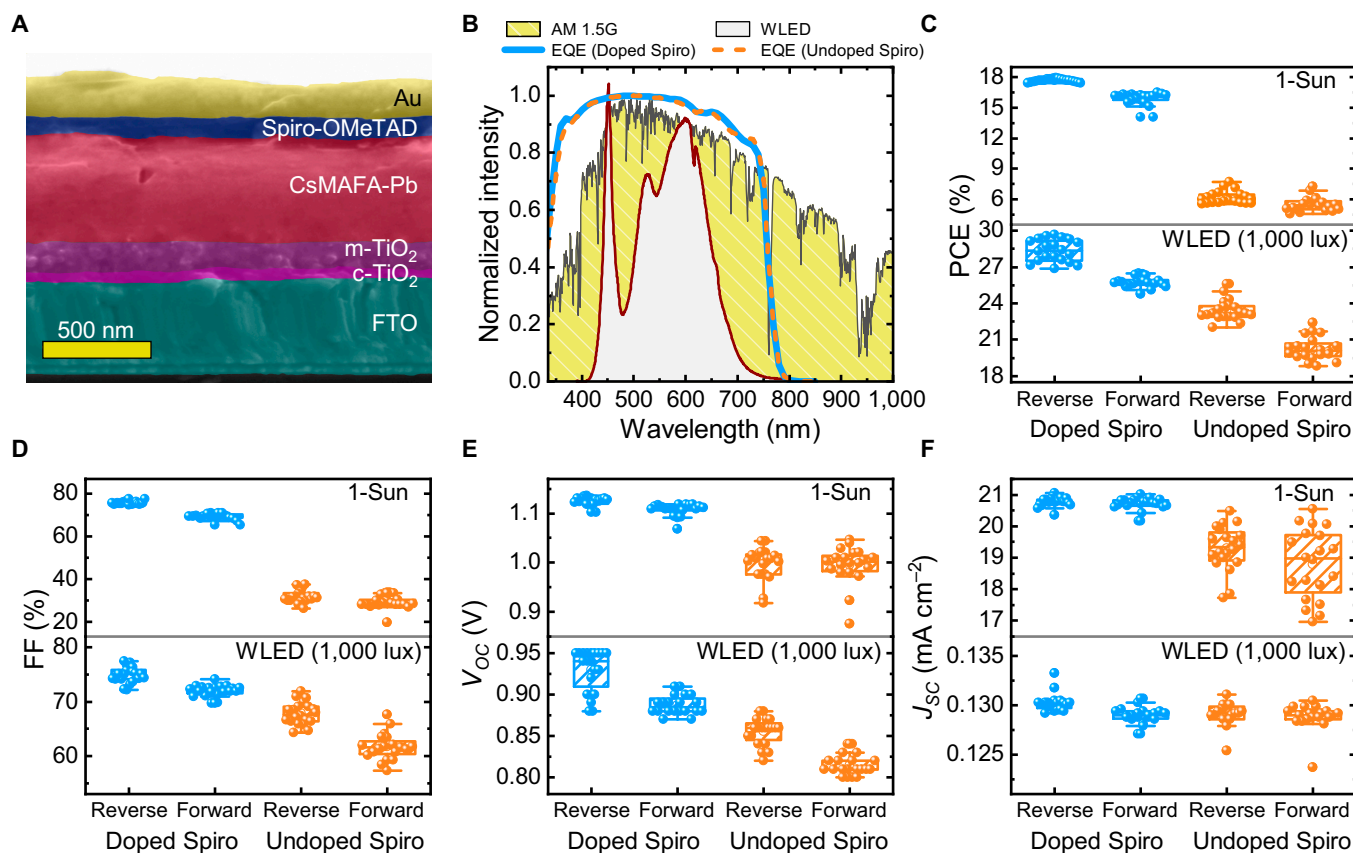 A
Au
Spiro-OMeTAD
CsMAFA-Pb
m-TiO₂
c-TiO₂
FTO
500 nm
B
AM 1.5G
WLED
EQE (Doped Spiro)
EQE (Undoped Spiro)
Normalized intensity
1.0
0.8
0.6
0.4
0.2
0.0
400 500 600 700 800 900 1,000
Wavelength (nm)
C
PCE (%)
18
15
12
9
6
30
27
24
21
18
1-Sun
WLED (1,000 lux)
Reverse Forward Reverse Forward
Doped Spiro Undoped Spiro
D
FF (%)
80
60
40
20
80
70
60
1-Sun
WLED (1,000 lux)
Reverse Forward Reverse Forward
Doped Spiro Undoped Spiro
E
V_OC (V)
1.1
1.0
0.9
0.95
0.90
0.85
0.80
1-Sun
WLED (1,000 lux)
Reverse Forward Reverse Forward
Doped Spiro Undoped Spiro
F
J_SC (mA cm⁻²)
21
20
19
18
17
0.135
0.130
0.125
1-Sun
WLED (1,000 lux)
Reverse Forward Reverse Forward
Doped Spiro Undoped Spiro